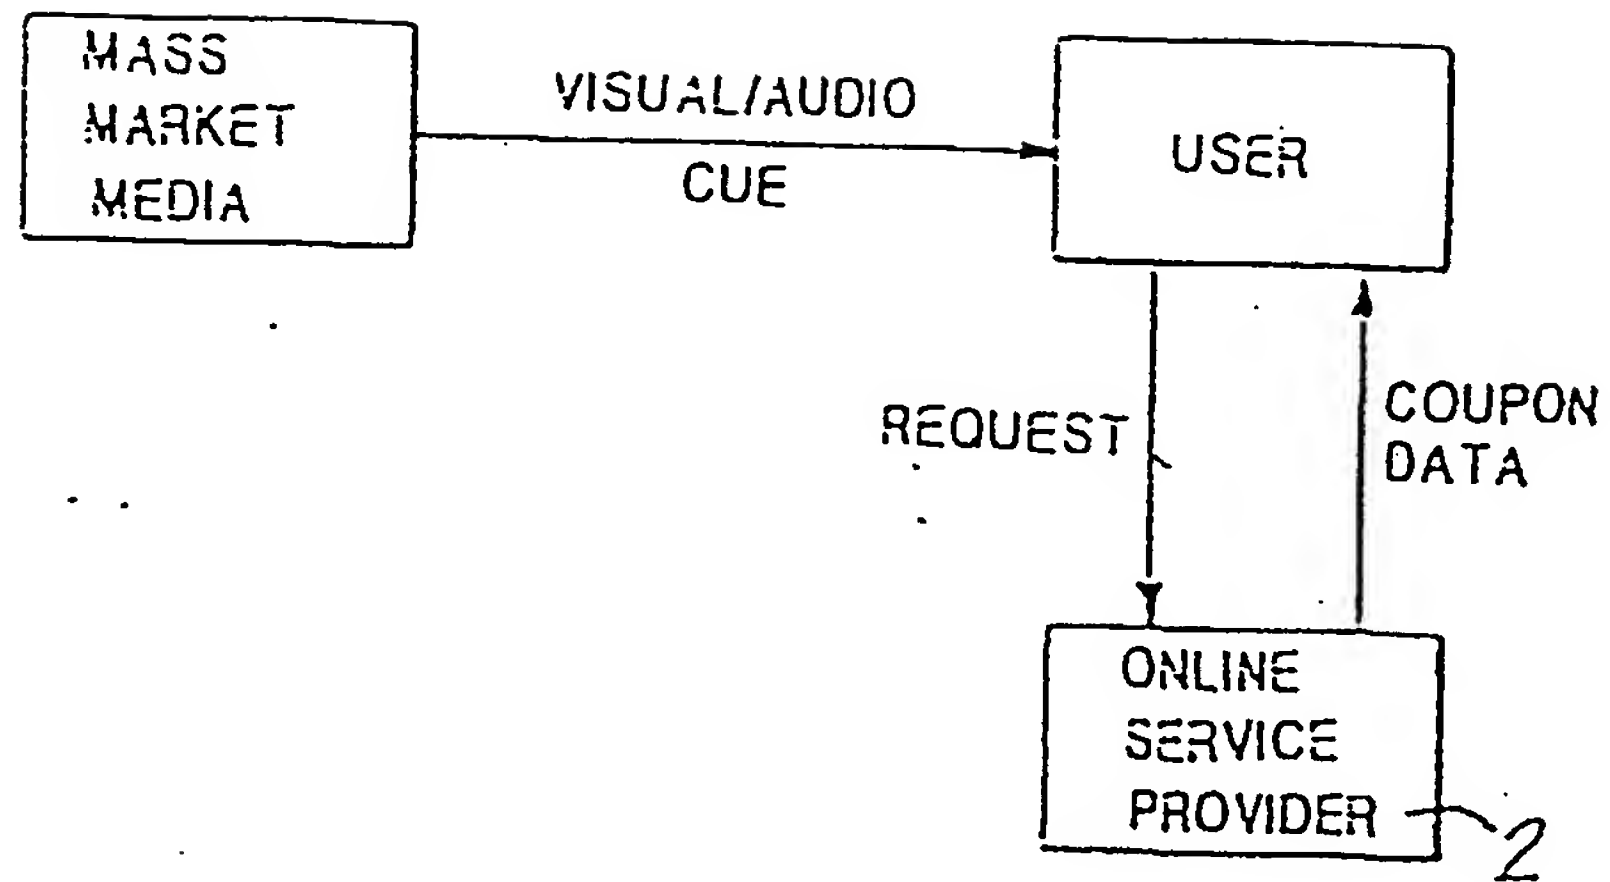 MASS
MARKET
MEDIA
VISUAL/AUDIO
CUE
USER
REQUEST
COUPON
DATA
ONLINE
SERVICE
PROVIDER
2